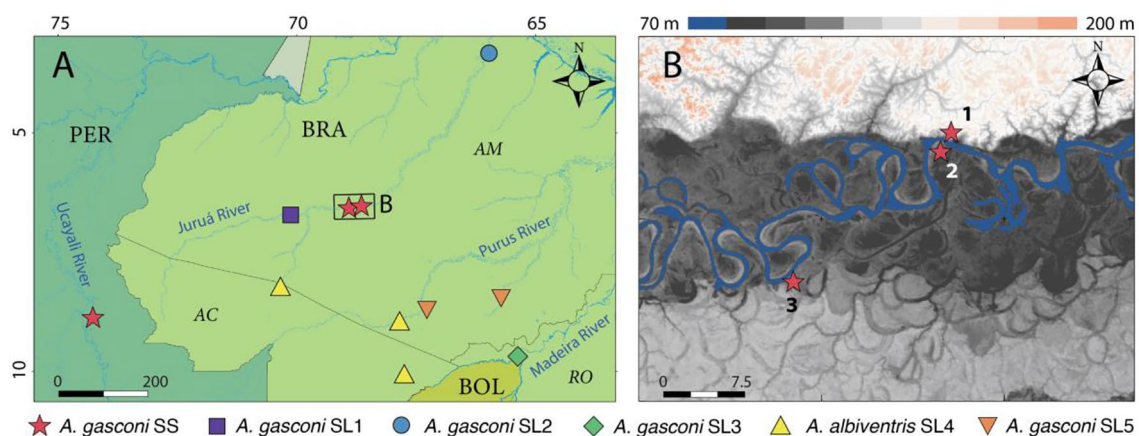 75 70 65 70 m 200 m
A N B N
5 PER BRA AM 1
2
Ucayali River Juruá River B Purus River
3
AC Madeira River
10 0 200 BOL RO 0 7.5
A. gasconi SS A. gasconi SL1 A. gasconi SL2 A. gasconi SL3 A. albiventris SL4 A. gasconi SL5